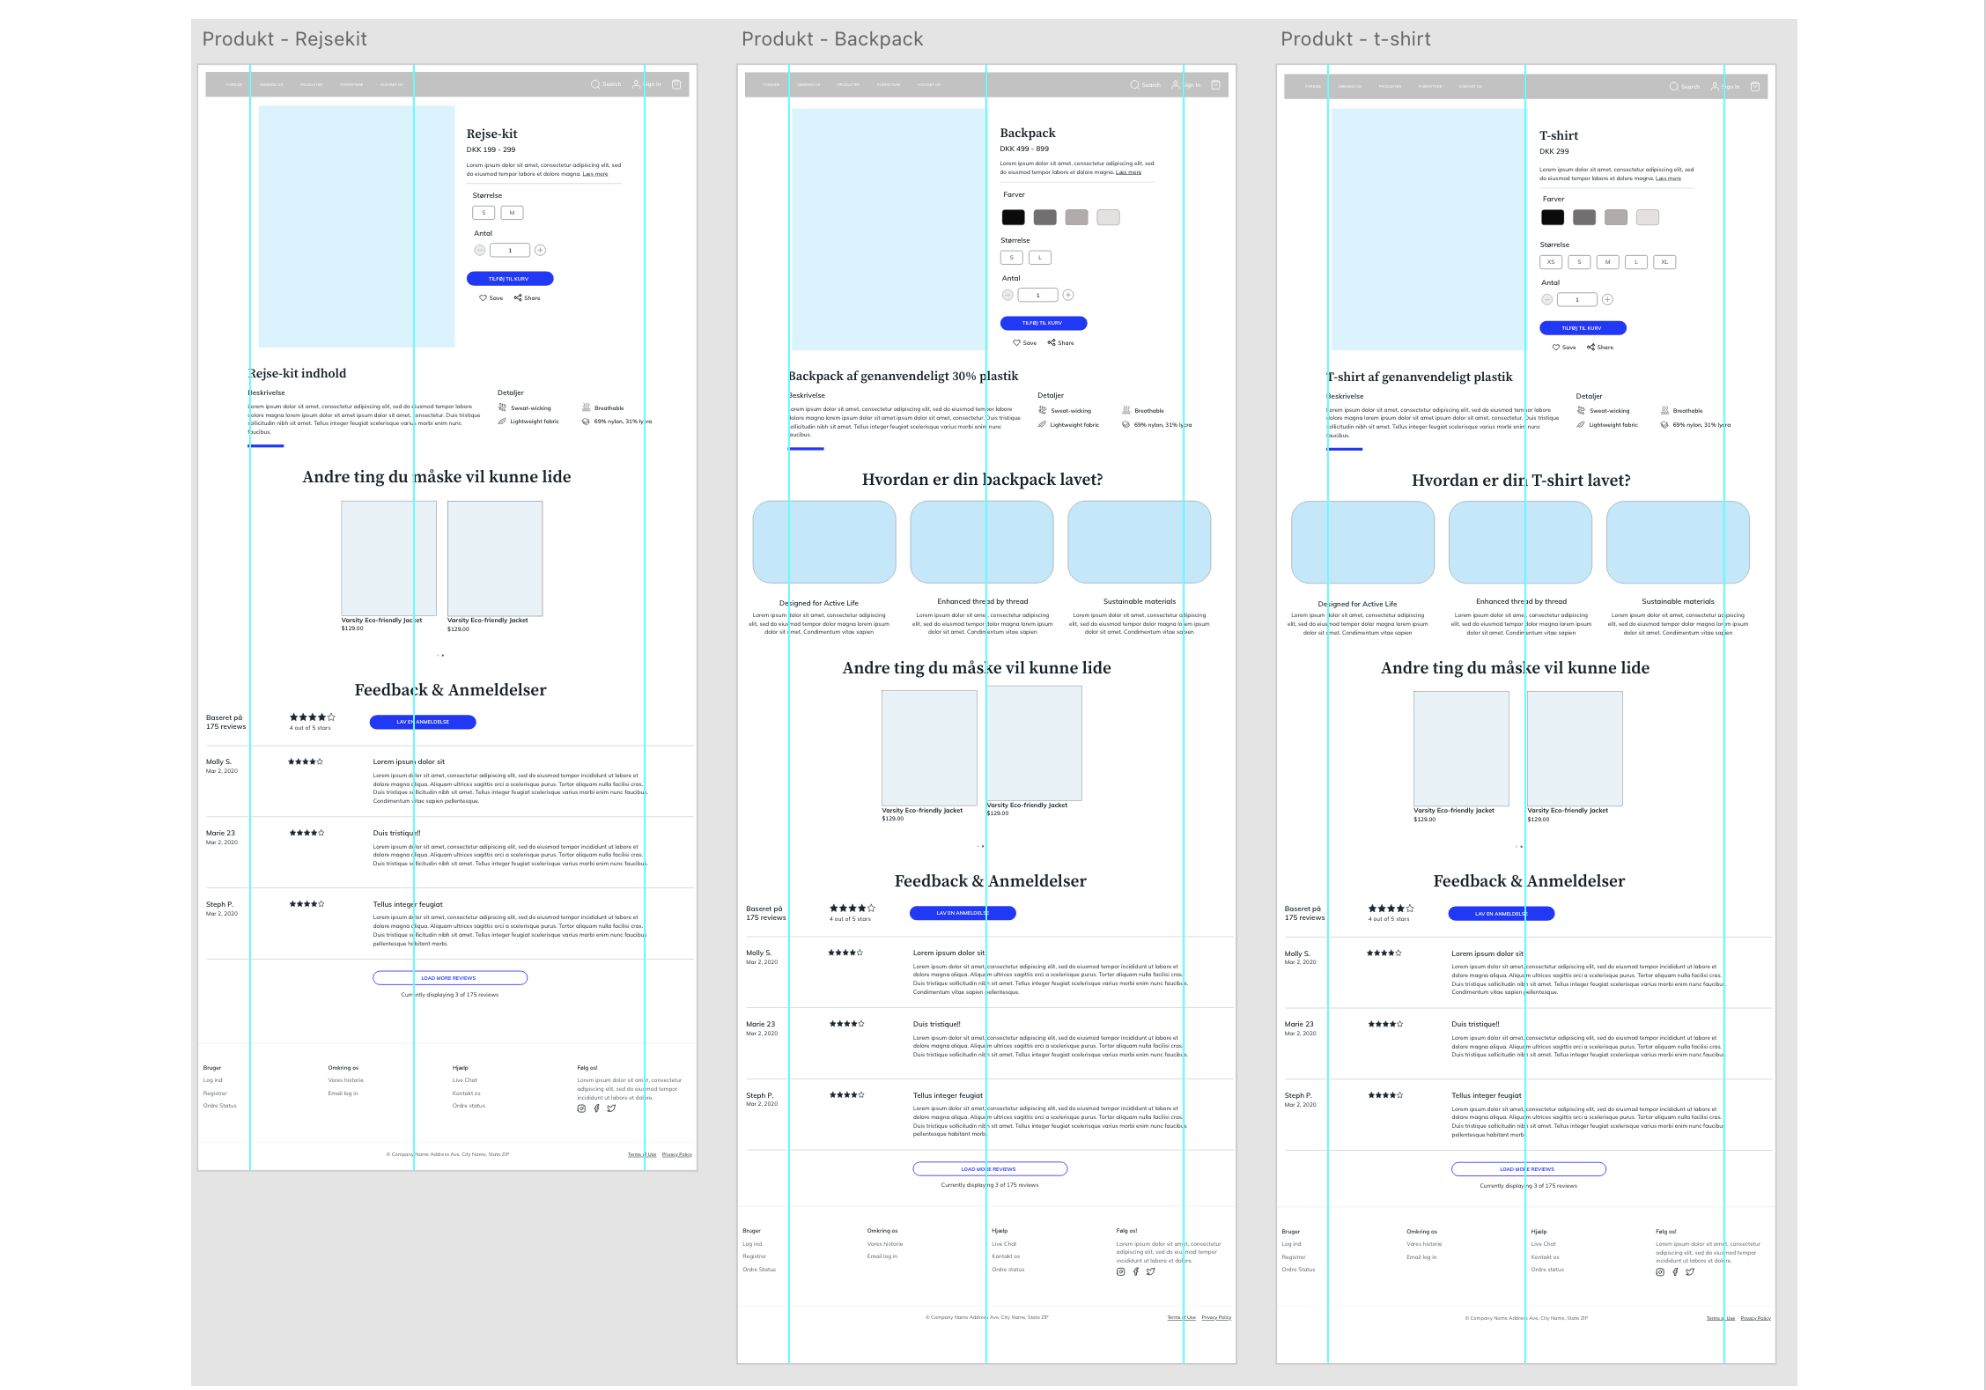 Produkt - Rejsekit
Search
Sign In
Rejse-kit
DKK 199 - 299
Lorem ipsum dolor sit amet, consectetur adipiscing elit, sed
do eiusmod tempor labore et dolore magna. Læs mere
Størrelse
S M
Antal
1
TILFØJ TIL KURV
Save Share
Rejse-kit indhold
Beskrivelse
Lorem ipsum dolor sit amet, consectetur adipiscing elit, sed do eiusmod tempor labore
dolore magna lorem ipsum dolor sit amet ipsum dolor sit amet, consectetur. Duis tristique
sollicitudin nibh sit amet. Tellus integer feugiat scelerisque varius morbi enim nunc
faucibus.
Detaljer
Sweat-wicking Breathable
Lightweight fabric 69% nylon, 31% lycra
Andre ting du måske vil kunne lide
Varsity Eco-friendly Jacket Varsity Eco-friendly Jacket
$129.00 $129.00
Feedback & Anmeldelser
Baseret på
175 reviews
4 out of 5 stars
LAV EN ANMELDELSE
Molly S.
Mar 2, 2020
Lorem ipsum dolor sit
Lorem ipsum dolor sit amet, consectetur adipiscing elit, sed do eiusmod tempor incididunt ut labore et
dolore magna aliqua. Aliquam ultrices sagittis orci a scelerisque purus. Tortor aliquam nulla facilisi cras.
Duis tristique sollicitudin nibh sit amet. Tellus integer feugiat scelerisque varius morbi enim nunc faucibus.
Condimentum vitae sapien pellentesque.
Marie 23
Mar 2, 2020
Duis tristique!!
Lorem ipsum dolor sit amet, consectetur adipiscing elit, sed do eiusmod tempor incididunt ut labore et
dolore magna aliqua. Aliquam ultrices sagittis orci a scelerisque purus. Tortor aliquam nulla facilisi cras.
Duis tristique sollicitudin nibh sit amet. Tellus integer feugiat scelerisque varius morbi enim nunc faucibus.
Steph P.
Mar 2, 2020
Tellus integer feugiat
Lorem ipsum dolor sit amet, consectetur adipiscing elit, sed do eiusmod tempor incididunt ut labore et
dolore magna aliqua. Aliquam ultrices sagittis orci a scelerisque purus. Tortor aliquam nulla facilisi cras.
Duis tristique sollicitudin nibh sit amet. Tellus integer feugiat scelerisque varius morbi enim nunc faucibus
pellentesque habitant morbi.
LOAD MORE REVIEWS
Currently displaying 3 of 175 reviews
Bruger
Log ind
Registrer
Ordre Status
Omkring os
Vores historie
Email log in
Hjælp
Live Chat
Kontakt os
Ordre status
Følg os!
Lorem ipsum dolor sit amet, consectetur
adipiscing elit, sed do eiusmod tempor
incididunt ut labore et dolore.
© Company Name Address Ave, City Name, State ZIP
Terms of Use Privacy Policy
Produkt - Backpack
Search
Sign In
Backpack
DKK 499 - 899
Lorem ipsum dolor sit amet, consectetur adipiscing elit, sed
do eiusmod tempor labore et dolore magna. Læs mere
Farver
Størrelse
S L
Antal
1
TILFØJ TIL KURV
Save Share
Backpack af genanvendeligt 30% plastik
Beskrivelse
Lorem ipsum dolor sit amet, consectetur adipiscing elit, sed do eiusmod tempor labore
dolore magna lorem ipsum dolor sit amet ipsum dolor sit amet, consectetur. Duis tristique
sollicitudin nibh sit amet. Tellus integer feugiat scelerisque varius morbi enim nunc
faucibus.
Detaljer
Sweat-wicking Breathable
Lightweight fabric 69% nylon, 31% lycra
Hvordan er din backpack lavet?
Designed for Active Life
Lorem ipsum dolor sit amet, consectetur adipiscing
elit, sed do eiusmod tempor labore et dolore magna
dolor sit amet. Condimentum vitae sapien
Enhanced thread by thread
Lorem ipsum dolor sit amet, consectetur adipiscing
elit, sed do eiusmod tempor dolor magna lorem ipsum
dolor sit amet. Condimentum vitae sapien
Sustainable materials
Lorem ipsum dolor sit amet, consectetur adipiscing
elit, sed do eiusmod tempor dolor magna lorem ipsum
dolor sit amet. Condimentum vitae sapien
Andre ting du måske vil kunne lide
Varsity Eco-friendly Jacket Varsity Eco-friendly Jacket
$129.00 $129.00
Feedback & Anmeldelser
Baseret på
175 reviews
4 out of 5 stars
LAV EN ANMELDELSE
Molly S.
Mar 2, 2020
Lorem ipsum dolor sit
Lorem ipsum dolor sit amet, consectetur adipiscing elit, sed do eiusmod tempor incididunt ut labore et
dolore magna aliqua. Aliquam ultrices sagittis orci a scelerisque purus. Tortor aliquam nulla facilisi cras.
Duis tristique sollicitudin nibh sit amet. Tellus integer feugiat scelerisque varius morbi enim nunc faucibus.
Condimentum vitae sapien pellentesque.
Marie 23
Mar 2, 2020
Duis tristique!!
Lorem ipsum dolor sit amet, consectetur adipiscing elit, sed do eiusmod tempor incididunt ut labore et
dolore magna aliqua. Aliquam ultrices sagittis orci a scelerisque purus. Tortor aliquam nulla facilisi cras.
Duis tristique sollicitudin nibh sit amet. Tellus integer feugiat scelerisque varius morbi enim nunc faucibus.
Steph P.
Mar 2, 2020
Tellus integer feugiat
Lorem ipsum dolor sit amet, consectetur adipiscing elit, sed do eiusmod tempor incididunt ut labore et
dolore magna aliqua. Aliquam ultrices sagittis orci a scelerisque purus. Tortor aliquam nulla facilisi cras.
Duis tristique sollicitudin nibh sit amet. Tellus integer feugiat scelerisque varius morbi enim nunc faucibus
pellentesque habitant morbi.
LOAD MORE REVIEWS
Currently displaying 3 of 175 reviews
Bruger
Log ind
Registrer
Ordre Status
Omkring os
Vores historie
Email log in
Hjælp
Live Chat
Kontakt os
Ordre status
Følg os!
Lorem ipsum dolor sit amet, consectetur
adipiscing elit, sed do eiusmod tempor
incididunt ut labore et dolore.
© Company Name Address Ave, City Name, State ZIP
Terms of Use Privacy Policy
Produkt - t-shirt
Search
Sign In
T-shirt
DKK 299
Lorem ipsum dolor sit amet, consectetur adipiscing elit, sed
do eiusmod tempor labore et dolore magna. Læs mere
Farver
Størrelse
XS S M L XL
Antal
1
TILFØJ TIL KURV
Save Share
T-shirt af genanvendeligt plastik
Beskrivelse
Lorem ipsum dolor sit amet, consectetur adipiscing elit, sed do eiusmod tempor labore
dolore magna lorem ipsum dolor sit amet ipsum dolor sit amet, consectetur. Duis tristique
sollicitudin nibh sit amet. Tellus integer feugiat scelerisque varius morbi enim nunc
faucibus.
Detaljer
Sweat-wicking Breathable
Lightweight fabric 69% nylon, 31% lycra
Hvordan er din T-shirt lavet?
Designed for Active Life
Lorem ipsum dolor sit amet, consectetur adipiscing
elit, sed do eiusmod tempor labore et dolore magna
dolor sit amet. Condimentum vitae sapien
Enhanced thread by thread
Lorem ipsum dolor sit amet, consectetur adipiscing
elit, sed do eiusmod tempor dolor magna lorem ipsum
dolor sit amet. Condimentum vitae sapien
Sustainable materials
Lorem ipsum dolor sit amet, consectetur adipiscing
elit, sed do eiusmod tempor dolor magna lorem ipsum
dolor sit amet. Condimentum vitae sapien
Andre ting du måske vil kunne lide
Varsity Eco-friendly Jacket Varsity Eco-friendly Jacket
$129.00 $129.00
Feedback & Anmeldelser
Baseret på
175 reviews
4 out of 5 stars
LAV EN ANMELDELSE
Molly S.
Mar 2, 2020
Lorem ipsum dolor sit
Lorem ipsum dolor sit amet, consectetur adipiscing elit, sed do eiusmod tempor incididunt ut labore et
dolore magna aliqua. Aliquam ultrices sagittis orci a scelerisque purus. Tortor aliquam nulla facilisi cras.
Duis tristique sollicitudin nibh sit amet. Tellus integer feugiat scelerisque varius morbi enim nunc faucibus.
Condimentum vitae sapien pellentesque.
Marie 23
Mar 2, 2020
Duis tristique!!
Lorem ipsum dolor sit amet, consectetur adipiscing elit, sed do eiusmod tempor incididunt ut labore et
dolore magna aliqua. Aliquam ultrices sagittis orci a scelerisque purus. Tortor aliquam nulla facilisi cras.
Duis tristique sollicitudin nibh sit amet. Tellus integer feugiat scelerisque varius morbi enim nunc faucibus.
Steph P.
Mar 2, 2020
Tellus integer feugiat
Lorem ipsum dolor sit amet, consectetur adipiscing elit, sed do eiusmod tempor incididunt ut labore et
dolore magna aliqua. Aliquam ultrices sagittis orci a scelerisque purus. Tortor aliquam nulla facilisi cras.
Duis tristique sollicitudin nibh sit amet. Tellus integer feugiat scelerisque varius morbi enim nunc faucibus
pellentesque habitant morbi.
LOAD MORE REVIEWS
Currently displaying 3 of 175 reviews
Bruger
Log ind
Registrer
Ordre Status
Omkring os
Vores historie
Email log in
Hjælp
Live Chat
Kontakt os
Ordre status
Følg os!
Lorem ipsum dolor sit amet, consectetur
adipiscing elit, sed do eiusmod tempor
incididunt ut labore et dolore.
© Company Name Address Ave, City Name, State ZIP
Terms of Use Privacy Policy